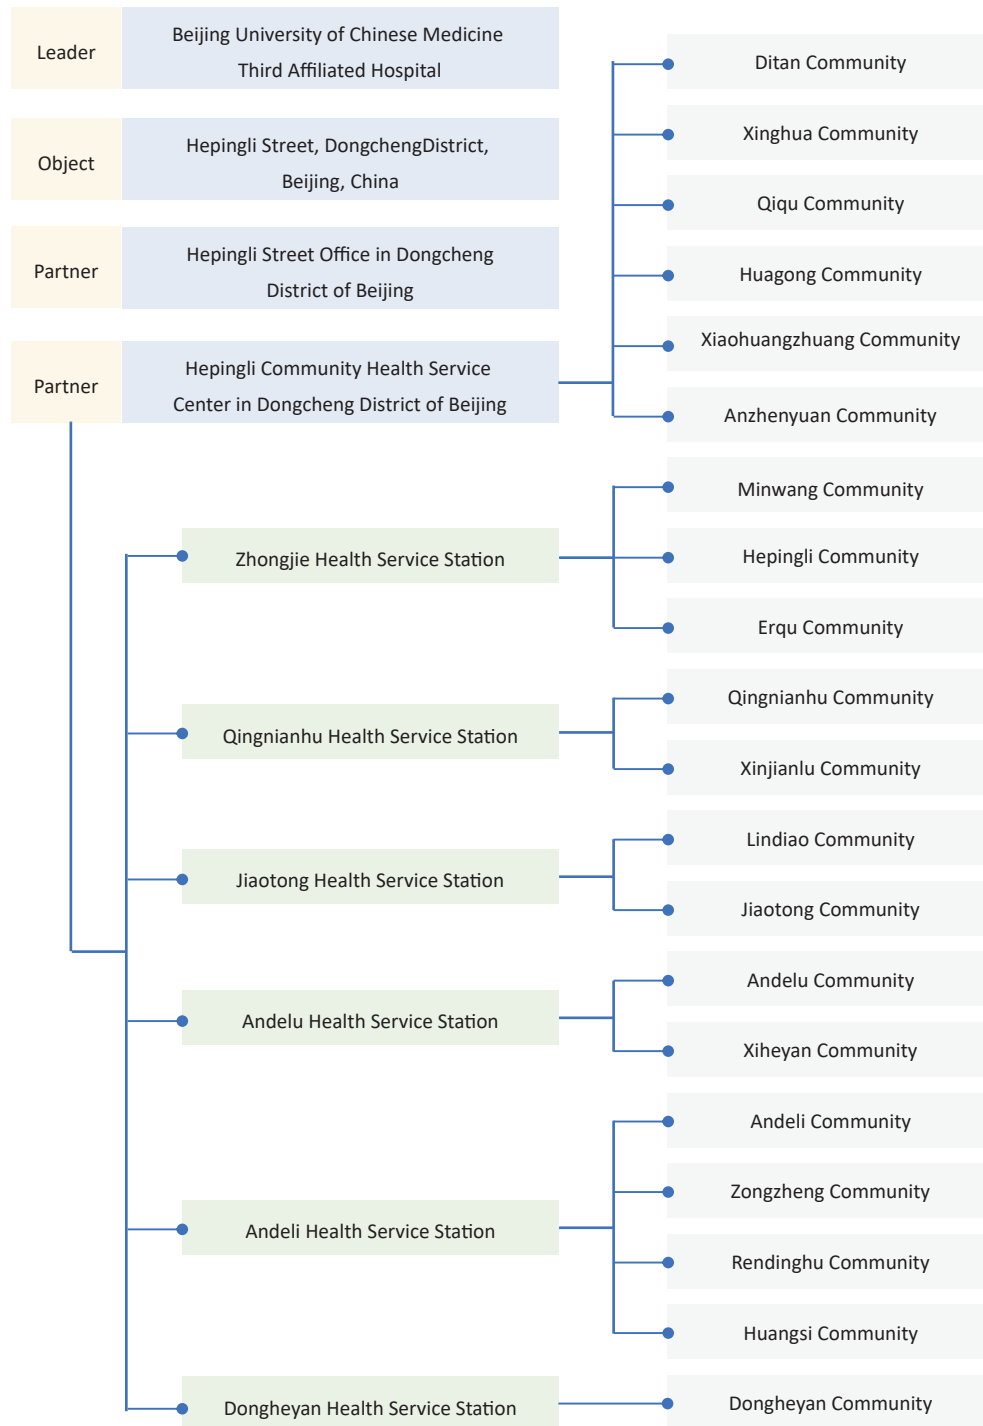 Leader
Beijing University of Chinese Medicine
Third Affiliated Hospital
Object
Hepingli Street, DongchengDistrict,
Beijing, China
Partner
Hepingli Street Office in Dongcheng
District of Beijing
Partner
Hepingli Community Health Service
Center in Dongcheng District of Beijing
Ditan Community
Xinghua Community
Qiqu Community
Huagong Community
Xiaohuangzhuang Community
Anzhenyuan Community
Zhongjie Health Service Station
Minwang Community
Hepingli Community
Erqu Community
Qingnianhu Health Service Station
Qingnianhu Community
Xinjianlu Community
Jiaotong Health Service Station
Lindiao Community
Jiaotong Community
Andelu Health Service Station
Andelu Community
Xiheyan Community
Andeli Health Service Station
Andeli Community
Zongzheng Community
Rendinghu Community
Huangsi Community
Dongheyan Health Service Station
Dongheyan Community